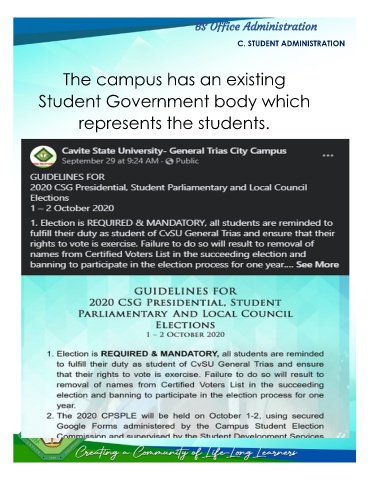 BS Office Administration
C. STUDENT ADMINISTRATION
The campus has an existing
Student Government body which
represents the students.
Cavite State University- General Trias City Campus
September 29 at 9:24 AM · Public
GUIDELINES FOR
2020 CSG Presidential, Student Parliamentary and Local Council
Elections
1 – 2 October 2020
1. Election is REQUIRED & MANDATORY, all students are reminded to
fulfill their duty as student of CvSU General Trias and ensure that their
rights to vote is exercise. Failure to do so will result to removal of
names from Certified Voters List in the succeeding election and
banning to participate in the election process for one year.... See More
GUIDELINES FOR
2020 CSG PRESIDENTIAL, STUDENT
PARLIAMENTARY AND LOCAL COUNCIL
ELECTIONS
1 – 2 OCTOBER 2020
1. Election is REQUIRED & MANDATORY, all students are reminded
to fulfill their duty as student of CvSU General Trias and ensure
that their rights to vote is exercise. Failure to do so will result to
removal of names from Certified Voters List in the succeeding
election and banning to participate in the election process for one
year.
2. The 2020 CPSPLE will be held on October 1-2, using secured
Google Forms administered by the Campus Student Election
Commission and supervised by the Student Development Services
Creating a Community of Life-Long Learners